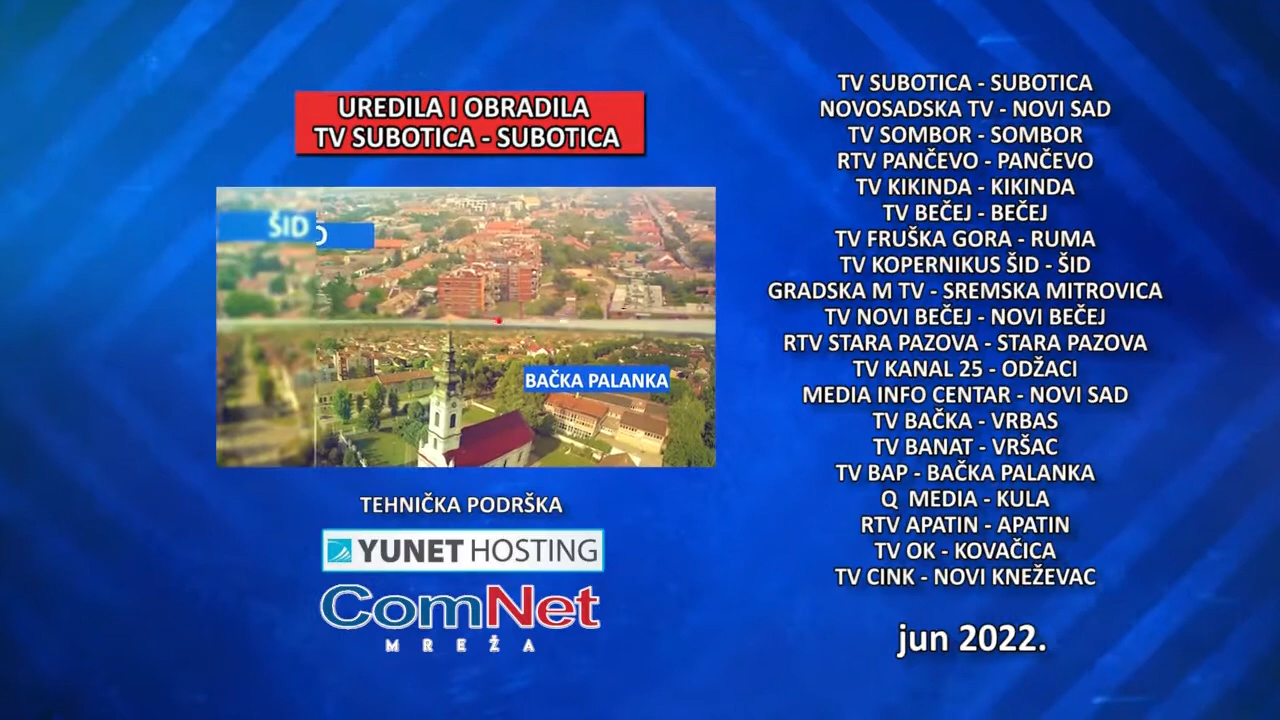 UREDILA I OBRADILA
TV SUBOTICA - SUBOTICA
ŠID
BAČKA PALANKA
TEHNIČKA PODRŠKA
YUNET HOSTING
ComNet
MREŽA
TV SUBOTICA - SUBOTICA
NOVOSADSKA TV - NOVI SAD
TV SOMBOR - SOMBOR
RTV PANČEVO - PANČEVO
TV KIKINDA - KIKINDA
TV BEČEJ - BEČEJ
TV FRUŠKA GORA - RUMA
TV KOPERNIKUS ŠID - ŠID
GRADSKA M TV - SREMSKA MITROVICA
TV NOVI BEČEJ - NOVI BEČEJ
RTV STARA PAZOVA - STARA PAZOVA
TV KANAL 25 - ODŽACI
MEDIA INFO CENTAR - NOVI SAD
TV BAČKA - VRBAS
TV BANAT - VRŠAC
TV BAP - BAČKA PALANKA
Q MEDIA - KULA
RTV APATIN - APATIN
TV OK - KOVAČICA
TV CINK - NOVI KNEŽEVAC
jun 2022.